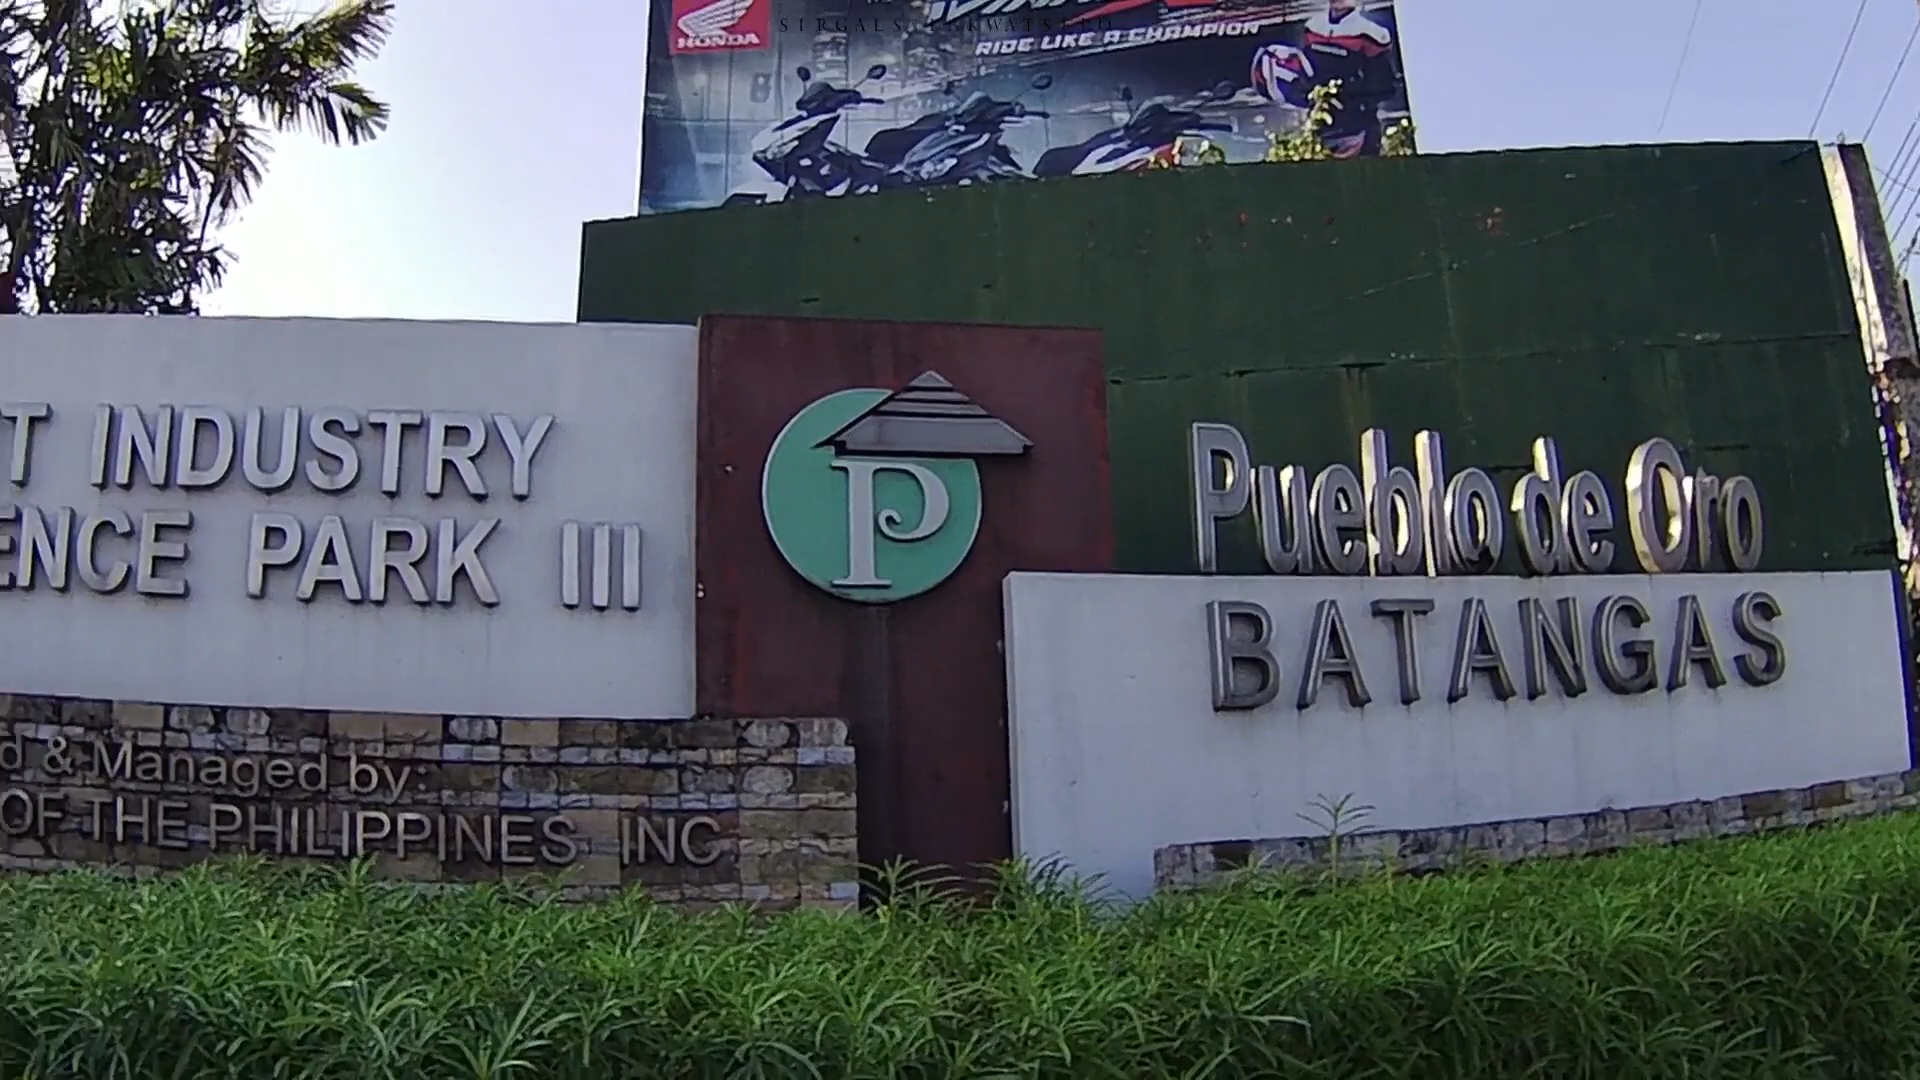 HONDA
RIDE LIKE A CHAMPION
T INDUSTRY
ENCE PARK III
P
Pueblo de Oro
BATANGAS
d & Managed by:
OF THE PHILIPPINES INC